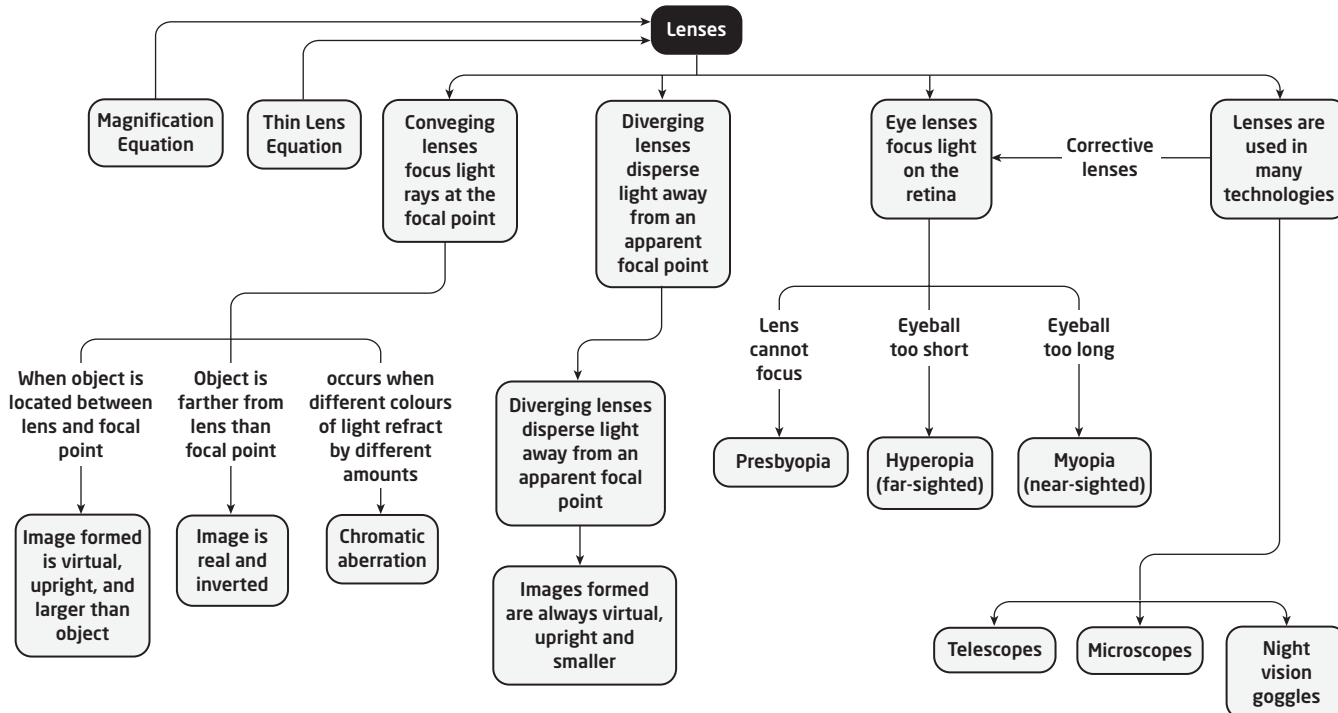 Lenses
Magnification
Equation
Thin Lens
Equation
Conveging
lenses
focus light
rays at the
focal point
Diverging
lenses
disperse
light away
from an
apparent
focal point
Eye lenses
focus light
on the
retina
Corrective
lenses
Lenses are
used in
many
technologies
When object is
located between
lens and focal
point
Object is
farther from
lens than
focal point
occurs when
different colours
of light refract
by different
amounts
Image formed
is virtual,
upright, and
larger than
object
Image is
real and
inverted
Chromatic
aberration
Diverging lenses
disperse light
away from an
apparent focal
point
Images formed
are always virtual,
upright and
smaller
Lens
cannot
focus
Eyeball
too short
Eyeball
too long
Presbyopia
Hyperopia
(far-sighted)
Myopia
(near-sighted)
Telescopes
Microscopes
Night
vision
goggles